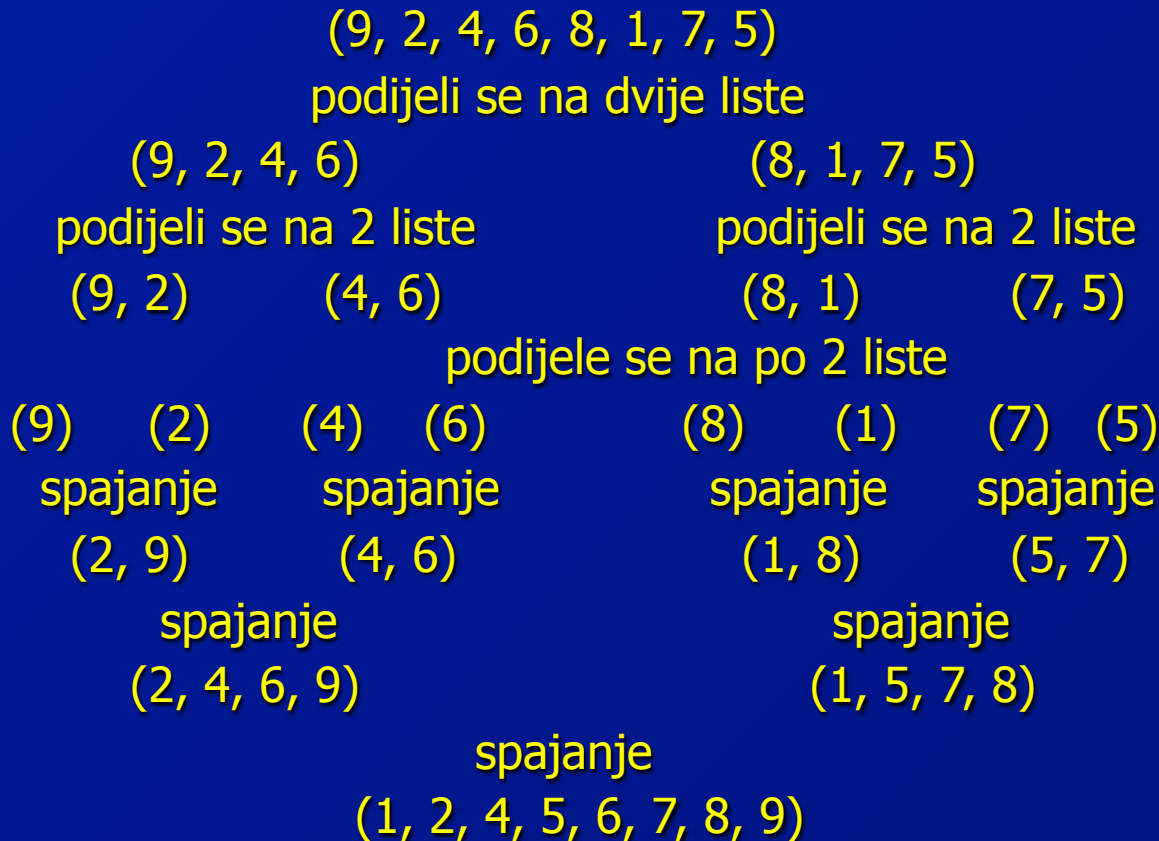 (9, 2, 4, 6, 8, 1, 7, 5)
podijeli se na dvije liste
(9, 2, 4, 6) (8, 1, 7, 5)
podijeli se na 2 liste podijeli se na 2 liste
(9, 2) (4, 6) (8, 1) (7, 5)
podijele se na po 2 liste
(9) (2) (4) (6) (8) (1) (7) (5)
spajanje spajanje spajanje spajanje
(2, 9) (4, 6) (1, 8) (5, 7)
spajanje spajanje
(2, 4, 6, 9) (1, 5, 7, 8)
spajanje
(1, 2, 4, 5, 6, 7, 8, 9)